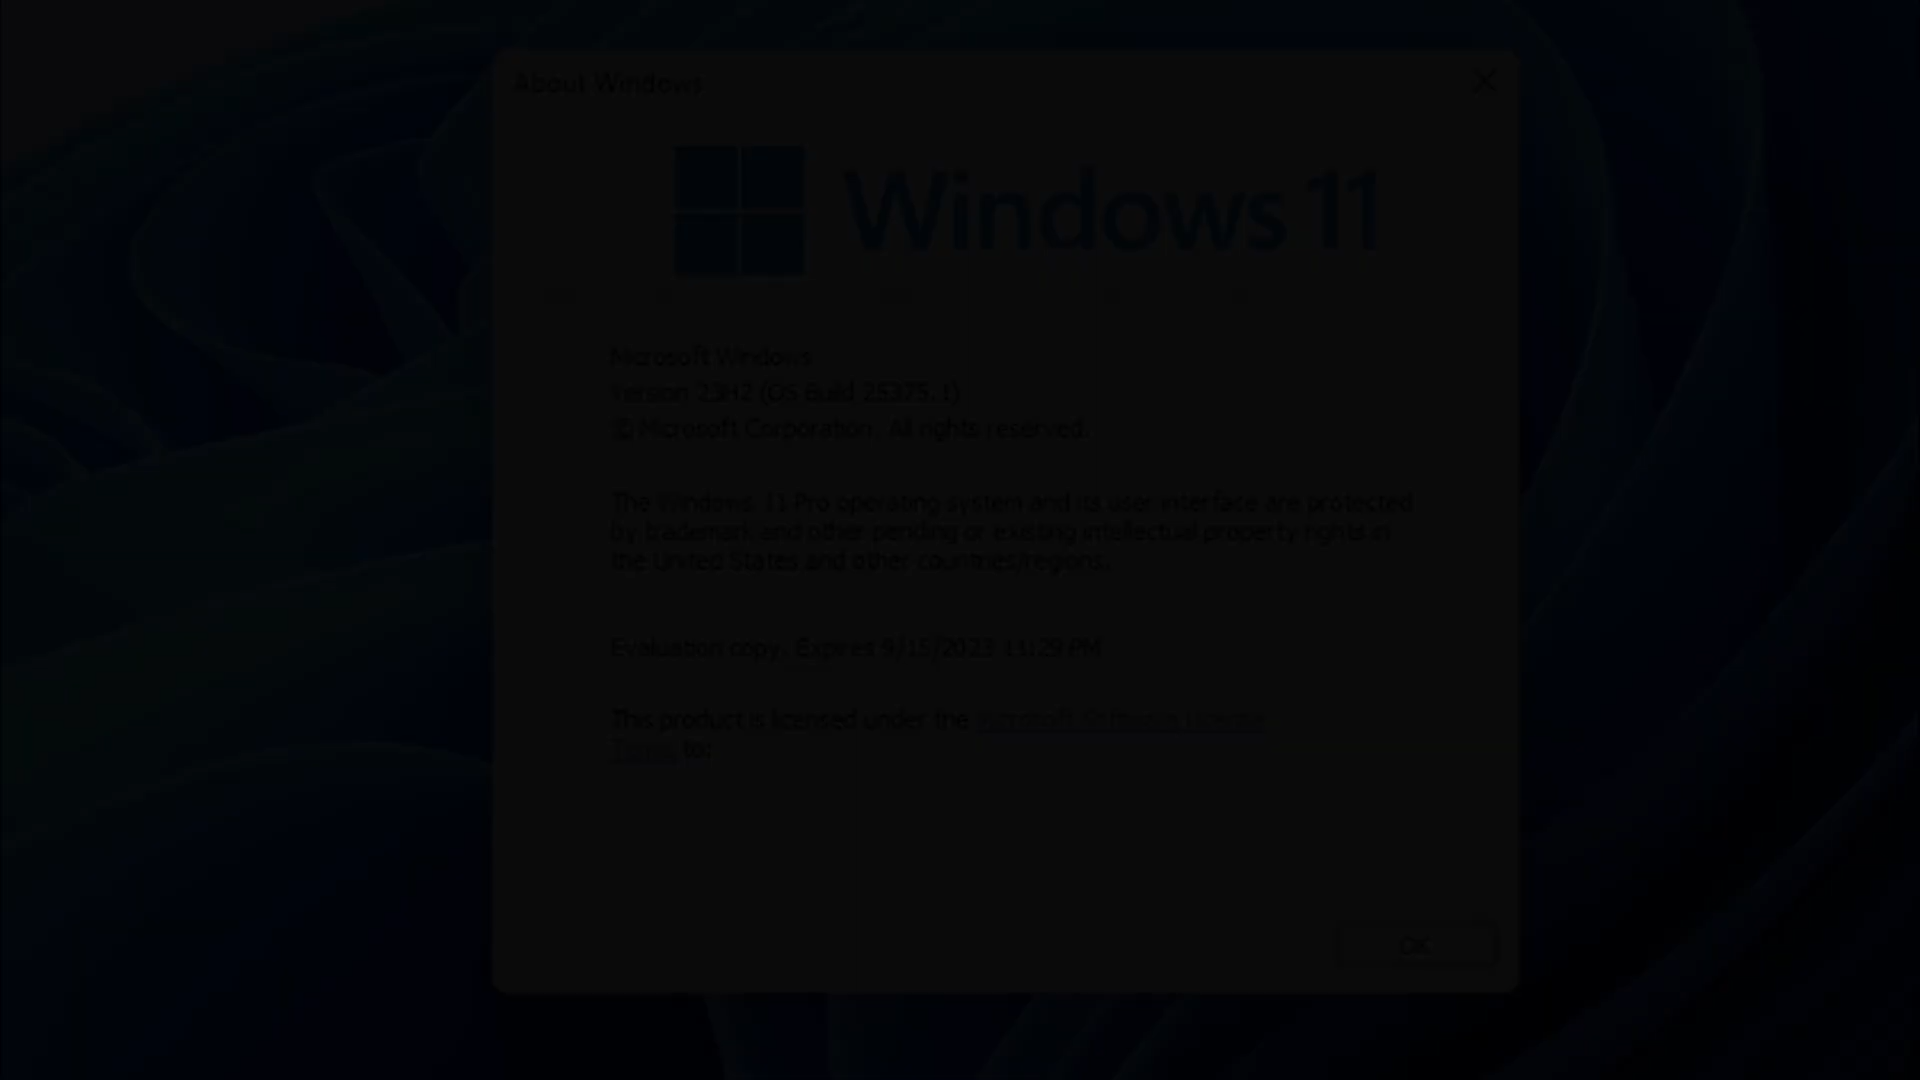 About Windows
Windows 11
Microsoft Windows
Version 23H2 (OS Build 25375.1)
© Microsoft Corporation. All rights reserved.
The Windows 11 Pro operating system and its user interface are protected
by trademark and other pending or existing intellectual property rights in
the United States and other countries/regions.
Evaluation copy. Expires 9/15/2023 11:29 PM
This product is licensed under the Microsoft Software License
Terms to:
OK